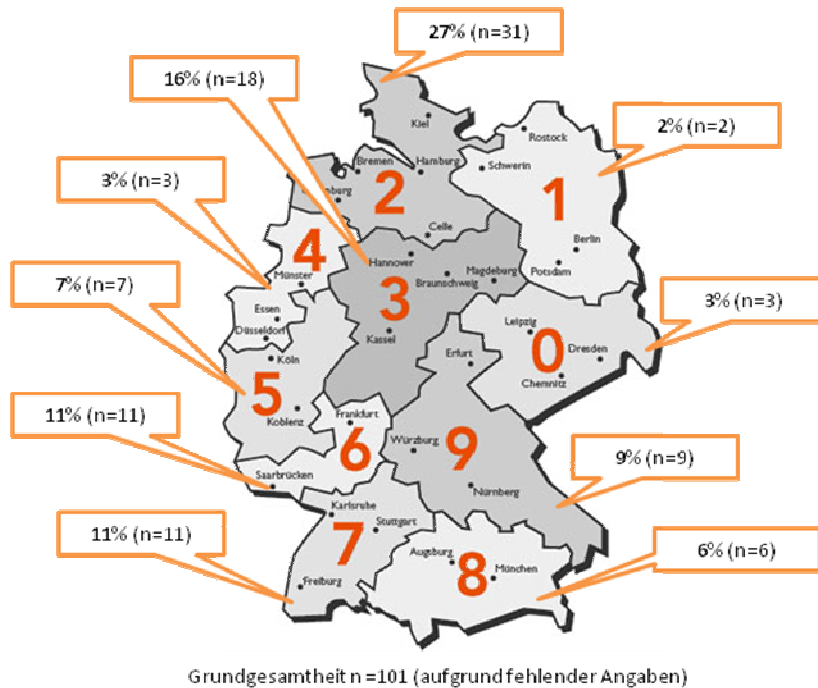 27% (n=31)
16% (n=18)
2% (n=2)
Kiel
Rostock
Schwerin
Bremen
Hamburg
3% (n=3)
2
1
Celle
Berlin
4
Hannover
Potsdam
7% (n=7)
Münster
Braunschweig
Magdeburg
3
3% (n=3)
Essen
Düsseldorf
Kassel
Leipzig
0
Dresden
Köln
Erfurt
Chemnitz
5
Koblenz
11% (n=11)
Frankfurt
6
Würzburg
9
9% (n=9)
Saarbrücken
Nürnberg
Karlsruhe
11% (n=11)
7
Stuttgart
Augsburg
8
München
6% (n=6)
Freiburg
Grundgesamtheit n =101 (aufgrund fehlender Angaben)